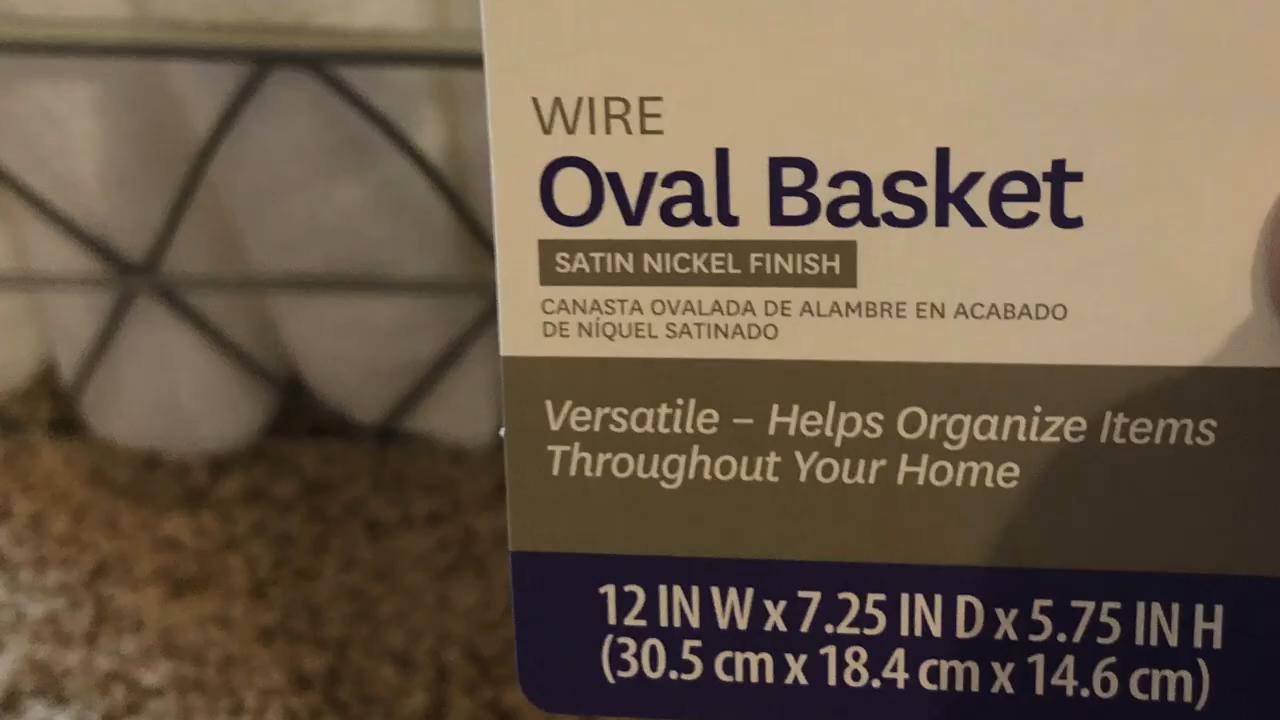 WIRE
Oval Basket
SATIN NICKEL FINISH
CANASTA OVALADA DE ALAMBRE EN ACABADO
DE NÍQUEL SATINADO
Versatile – Helps Organize Items
Throughout Your Home
12 IN W x 7.25 IN D x 5.75 IN H
(30.5 cm x 18.4 cm x 14.6 cm)